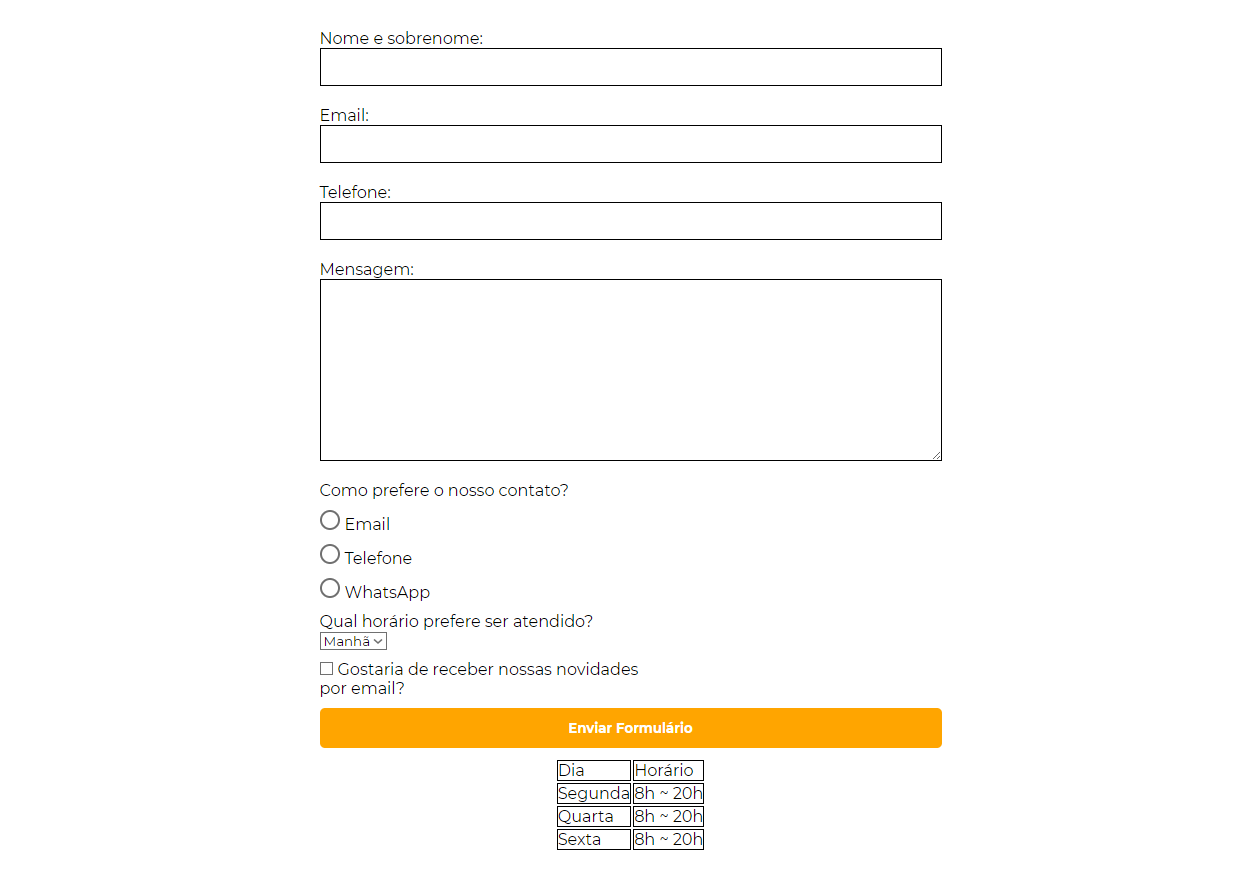 Nome e sobrenome:
Email:
Telefone:
Mensagem:
Como prefere o nosso contato?
Email
Telefone
WhatsApp
Qual horário prefere ser atendido?
Manhã
Gostaria de receber nossas novidades
por email?
Enviar Formulário
Dia Horário
Segunda 8h ~ 20h
Quarta 8h ~ 20h
Sexta 8h ~ 20h